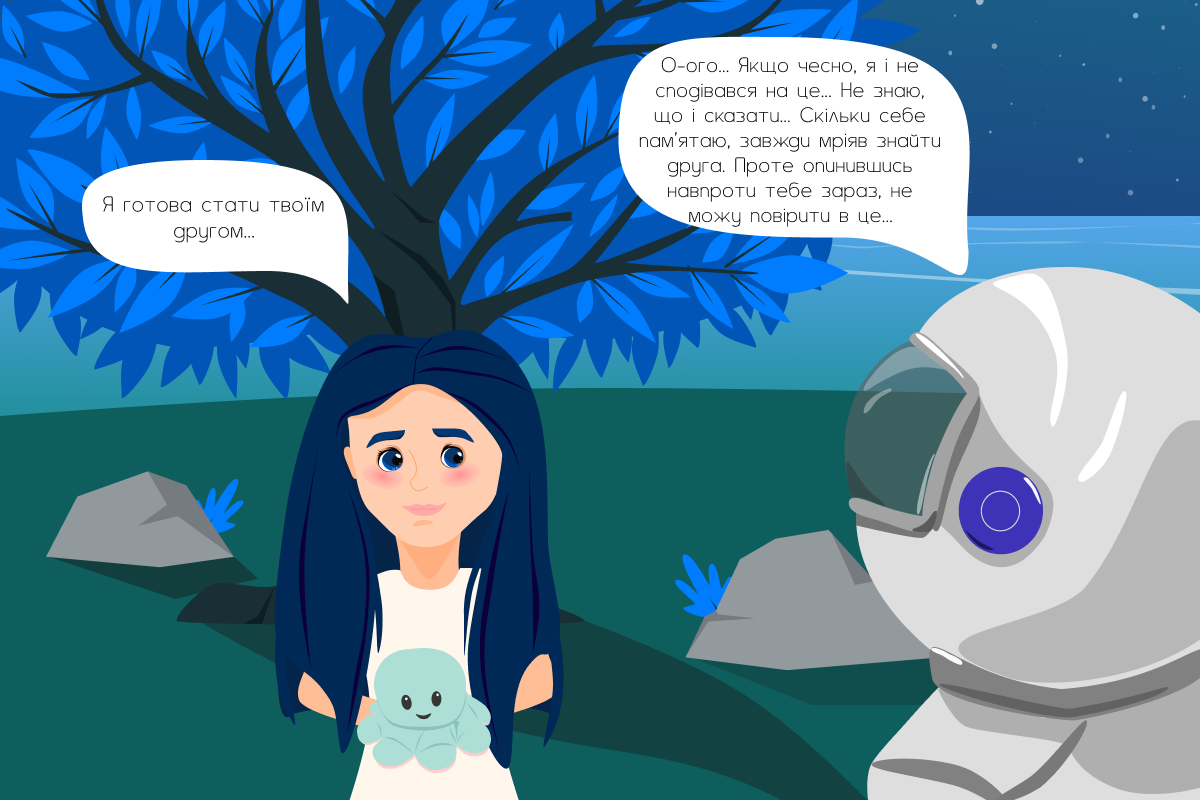 Я готова стати твоїм
другом...
О-ого... Якщо чесно, я і не
сподівався на це... Не знаю,
що і сказати... Скільки себе
пам'ятаю, завжди мріяв знайти
друга. Проте опинившись
навпроти тебе зараз, не
можу повірити в це...